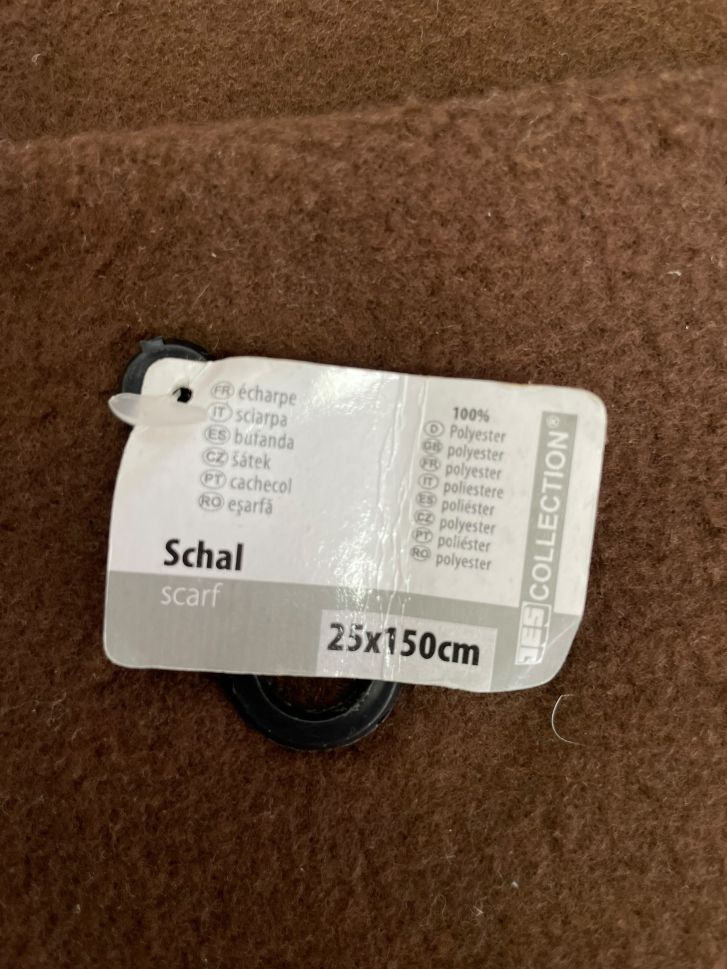 FR écharpe
IT sciarpa
ES bufanda
CZ šátek
PT cachecol
RO eşarfă
Schal
scarf
25x150cm
100%
D Polyester
GB polyester
FR polyester
IT poliestere
ES poliéster
CZ polyester
PT poliéster
RO polyester
JES COLLECTION®